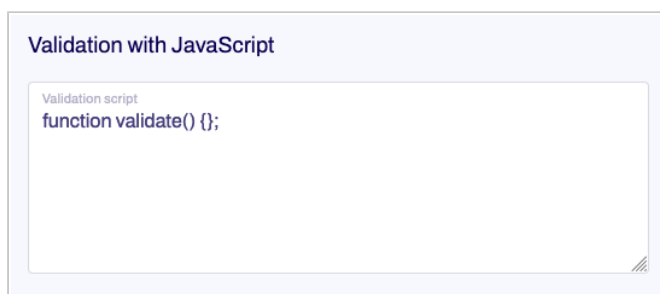 Validation with JavaScript
Validation script
function validate() {};